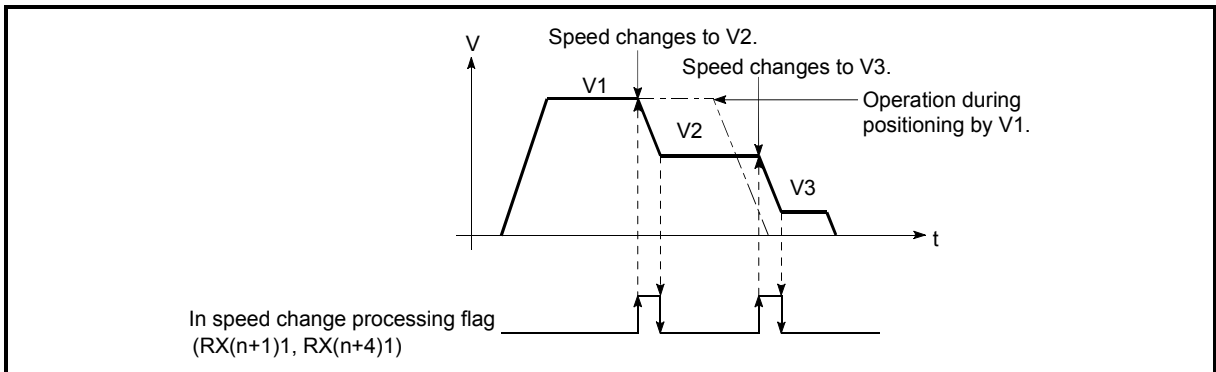 Speed changes to V2.
V
Speed changes to V3.
V1
Operation during
positioning by V1.
V2
V3
t
In speed change processing flag
(RX(n+1)1, RX(n+4)1)